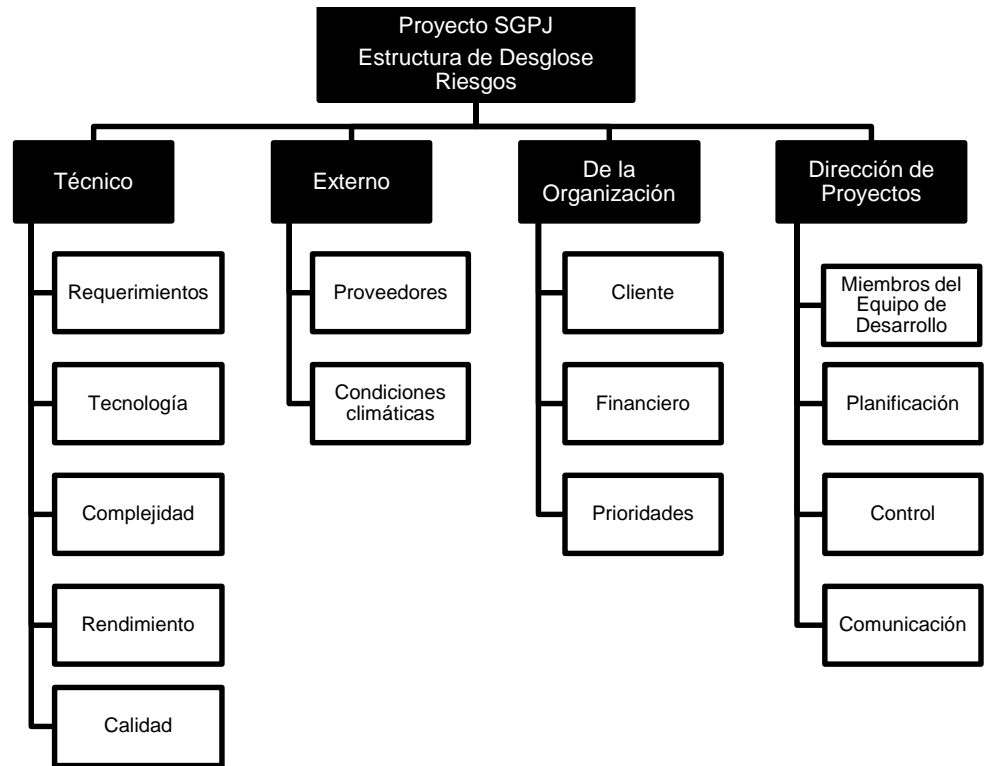 Proyecto SGPJ
Estructura de Desglose
Riesgos
Técnico
Externo
De la
Organización
Dirección de
Proyectos
Requerimientos
Tecnología
Complejidad
Rendimiento
Calidad
Proveedores
Condiciones
climáticas
Cliente
Financiero
Prioridades
Miembros del
Equipo de
Desarrollo
Planificación
Control
Comunicación